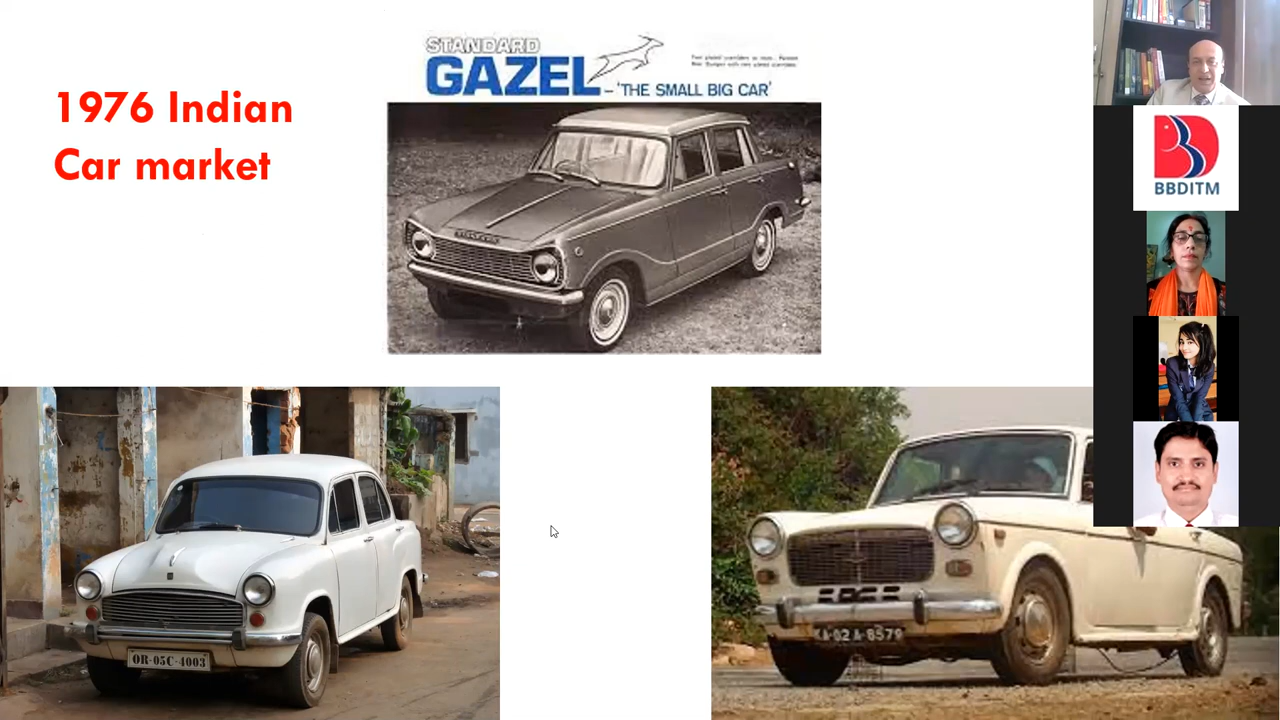 1976 Indian
Car market
STANDARD
GAZEL – 'THE SMALL BIG CAR'
OR-05C-4003
KA-02 A-8579
BBDITM